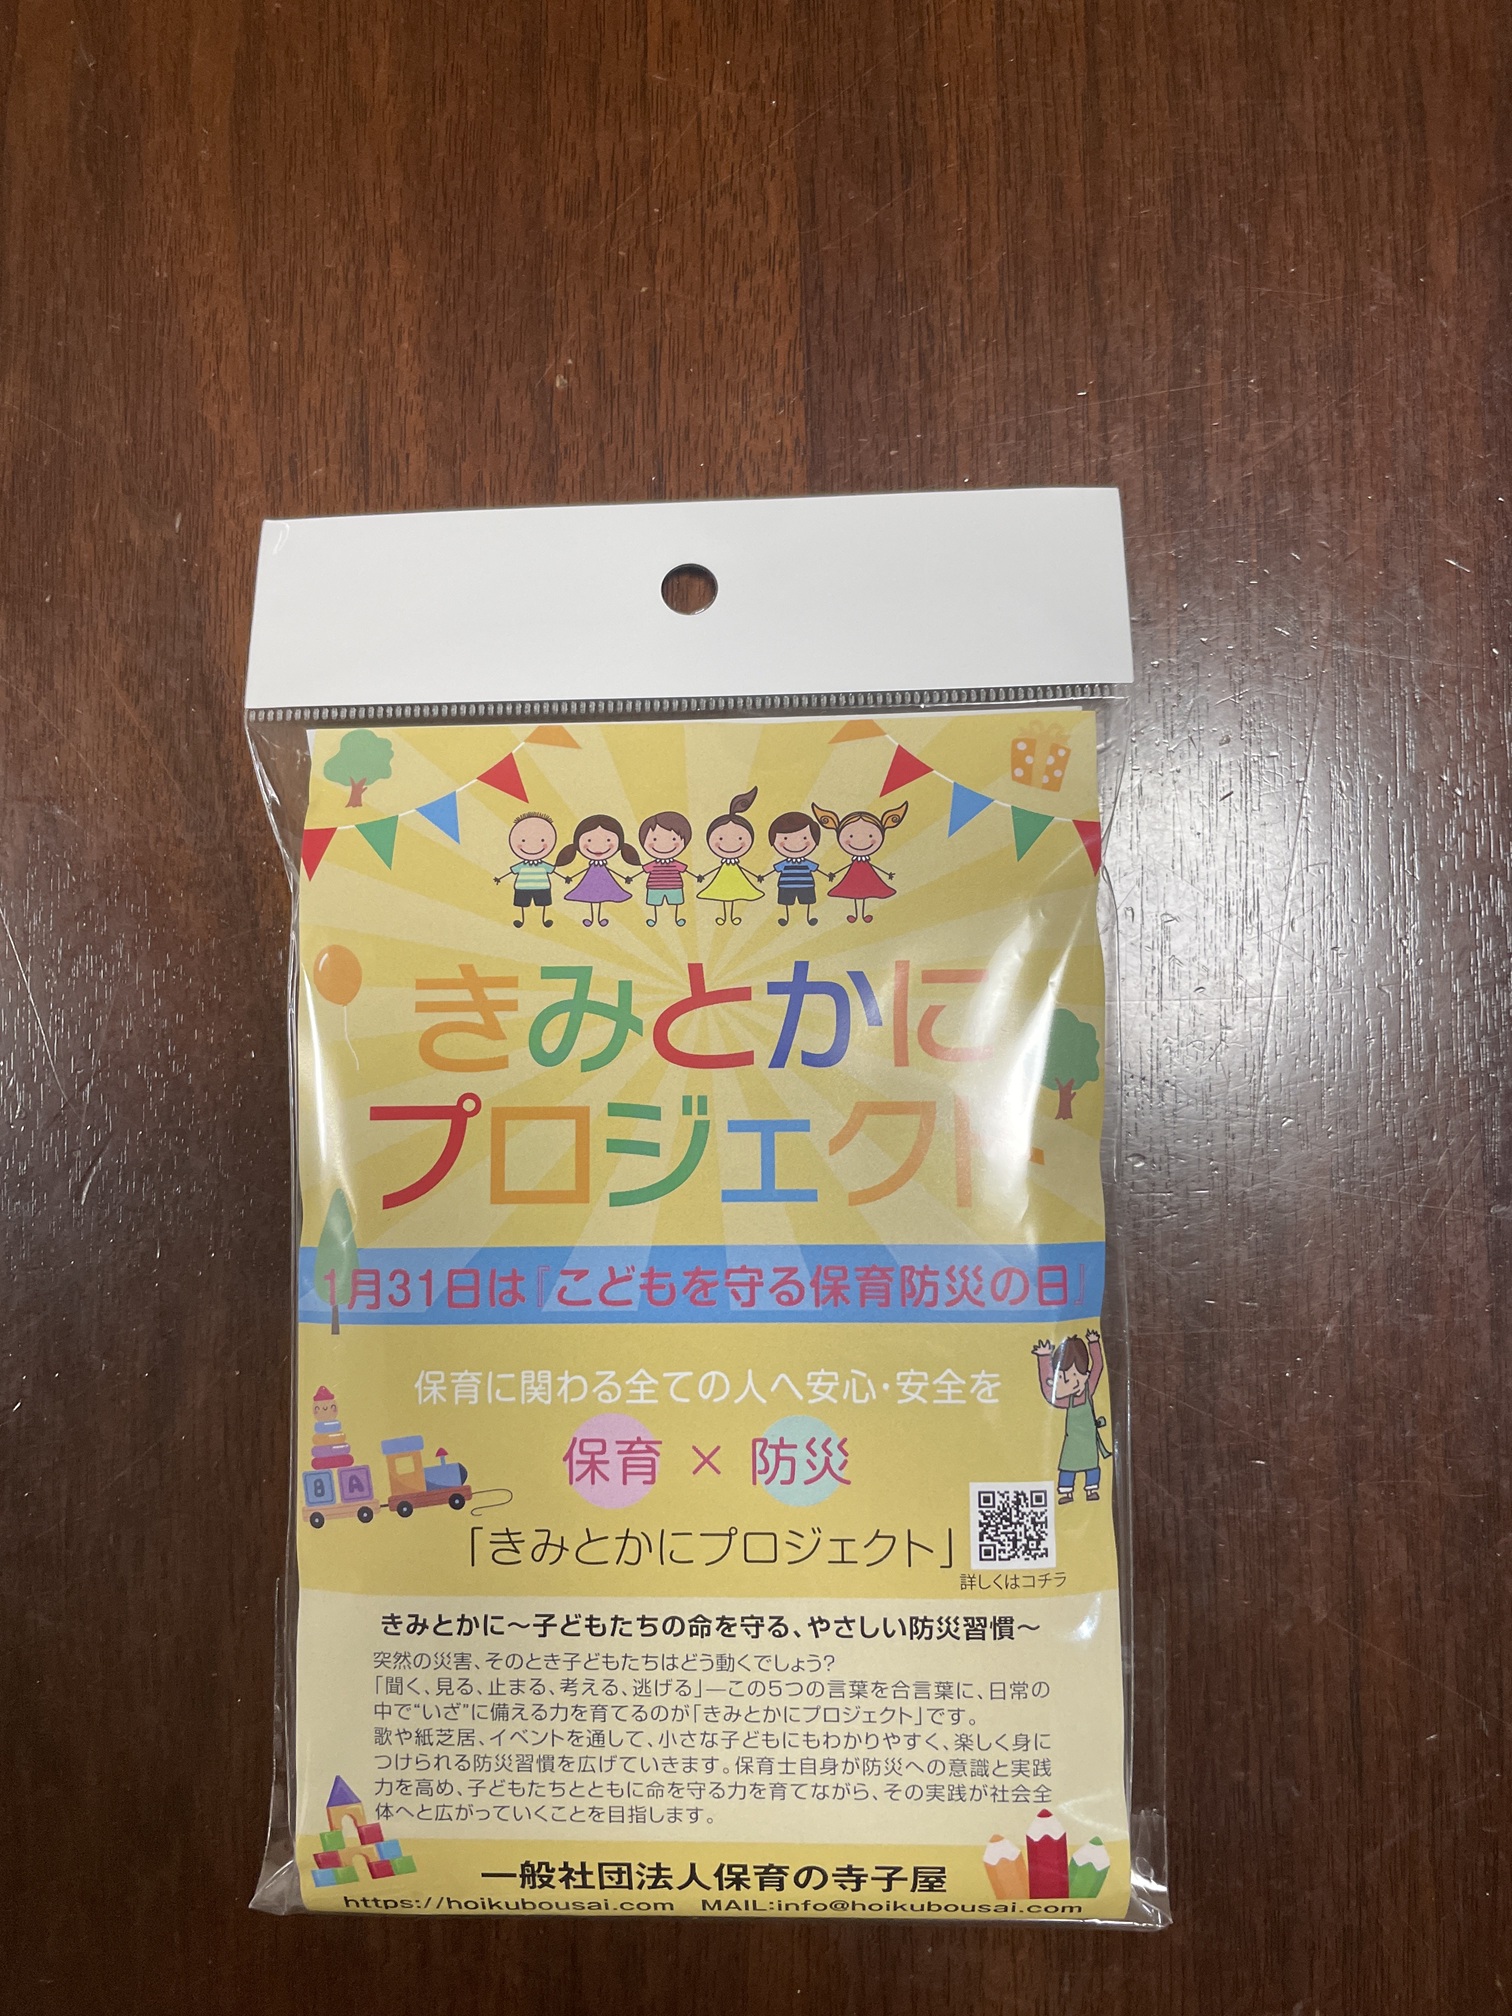 きみとかに
プロジェクト
1月31日は『こどもを守る保育防災の日』
保育に関わる全ての人へ安心・安全を
保育 × 防災
「きみとかにプロジェクト」
詳しくはコチラ
B A
きみとかに〜子どもたちの命を守る、やさしい防災習慣〜
突然の災害、そのとき子どもたちはどう動くでしょう？
「聞く、見る、止まる、考える、逃げる」―この5つの言葉を合言葉に、日常の
中で“いざ”に備える力を育てるのが「きみとかにプロジェクト」です。
歌や紙芝居、イベントを通して、小さな子どもにもわかりやすく、楽しく身に
つけられる防災習慣を広げていきます。保育士自身が防災への意識と実践
力を高め、子どもたちとともに命を守る力を育てながら、その実践が社会全
体へと広がっていくことを目指します。
一般社団法人保育の寺子屋
https://hoikubousai.com MAIL:info@hoikubousai.com